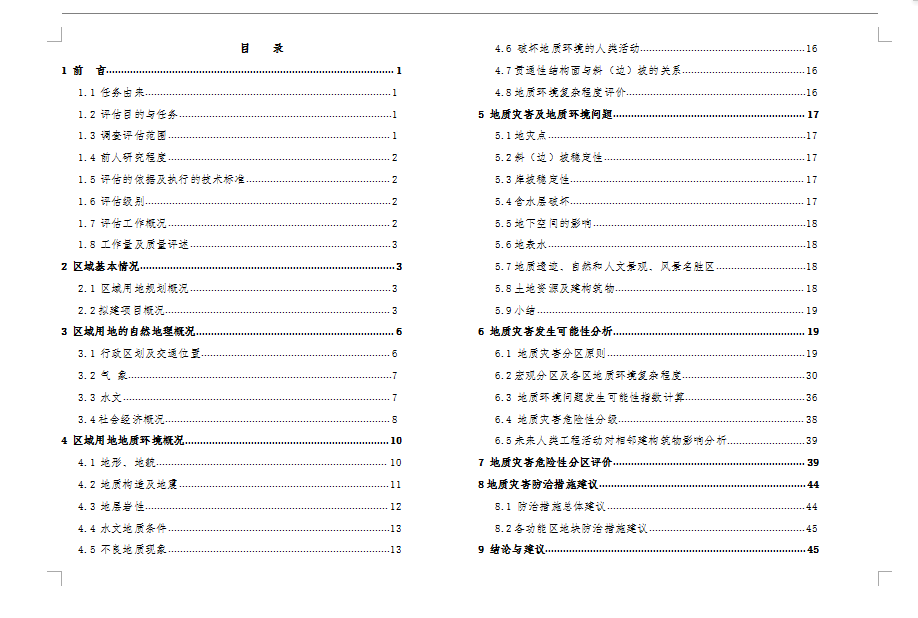 目 录
1 前 言 1
1.1 任务由来 1
1.2 评估目的与任务 1
1.3 调查评估范围 1
1.4 前人研究程度 2
1.5 评估的依据及执行的技术标准 2
1.6 评估级别 2
1.7 评估工作概况 2
1.8 工作量及质量评述 3
2 区域基本情况 3
2.1 区域用地规划概况 3
2.2拟建项目概况 3
3 区域用地的自然地理概况 6
3.1 行政区划及交通位置 6
3.2 气 象 7
3.3 水文 7
3.4社会经济概况 8
4 区域用地地质环境概况 10
4.1 地形、地貌 10
4.2 地质构造及地震 11
4.3 地层岩性 12
4.4 水文地质条件 13
4.5 不良地质现象 13
4.6 破坏地质环境的人类活动 16
4.7贯通性结构面与斜（边）坡的关系 16
4.8地质环境复杂程度评价 16
5 地质灾害及地质环境问题 17
5.1地灾点 17
5.2斜（边）坡稳定性 17
5.3库坡稳定性 17
5.4含水层破坏 17
5.5地下空间的影响 18
5.6地表水 18
5.7地质遗迹、自然和人文景观、风景名胜区 18
5.8土地资源及建构筑物 18
5.9小结 19
6 地质灾害发生可能性分析 19
6.1 地质灾害分区原则 19
6.2宏观分区及各区地质环境复杂程度 30
6.3 地质环境问题发生可能性指数计算 36
6.4 地质灾害危险性分级 38
6.5未来人类工程活动对相邻建构筑物影响分析 39
7 地质灾害危险性分区评价 39
8地质灾害防治措施建议 44
8.1 防治措施总体建议 44
8.2各功能区地块防治措施建议 45
9 结论与建议 45